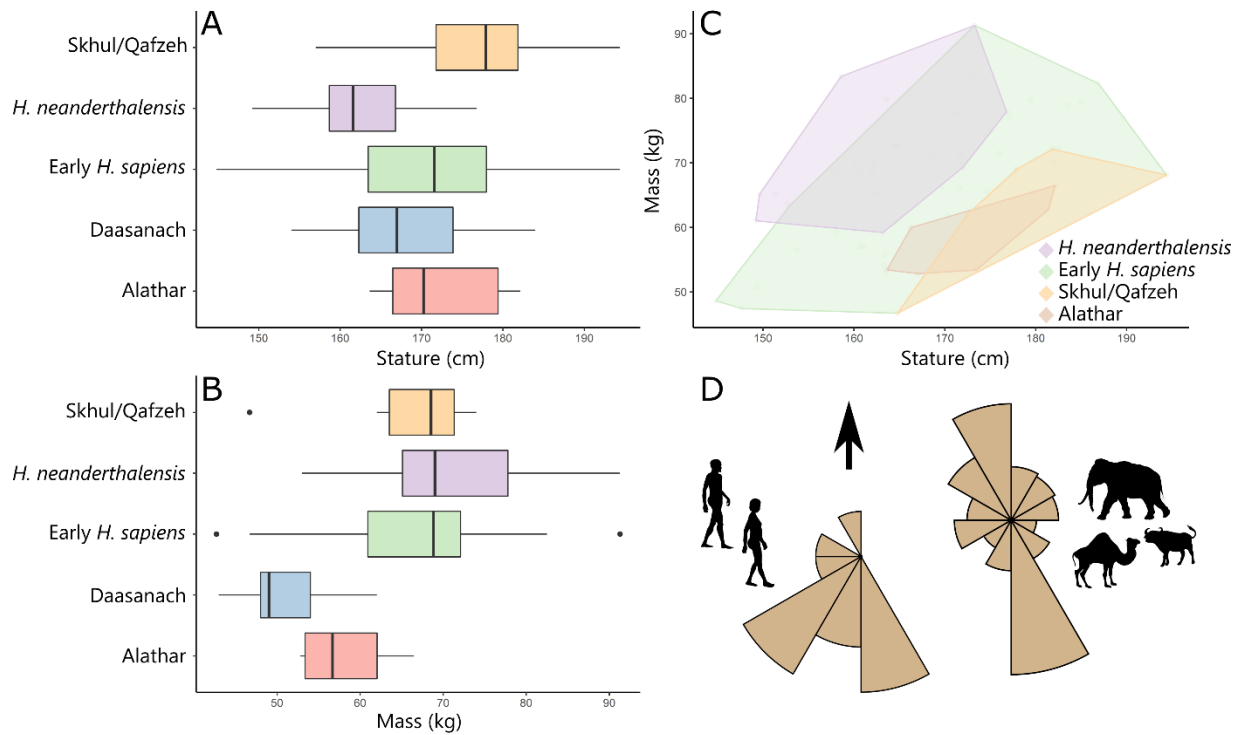 A
Skhul/Qafzeh
H. neanderthalensis
Early H. sapiens
Daasanach
Alathar
150 160 170 180 190
Stature (cm)
B
Skhul/Qafzeh
H. neanderthalensis
Early H. sapiens
Daasanach
Alathar
50 60 70 80 90
Mass (kg)
C
Mass (kg)
90
80
70
60
50
H. neanderthalensis
Early H. sapiens
Skhul/Qafzeh
Alathar
150 160 170 180 190
Stature (cm)
D